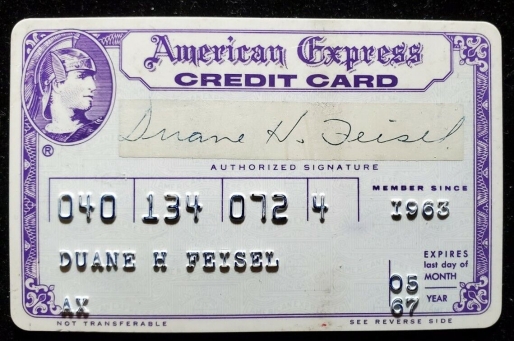 American Express
CREDIT CARD
Duane H. Feisel
®
AUTHORIZED SIGNATURE
MEMBER SINCE
040 134 072 4 1963
DUANE H FEISEL
EXPIRES
last day of
MONTH
05
YEAR
67
AX
NOT TRANSFERABLE SEE REVERSE SIDE